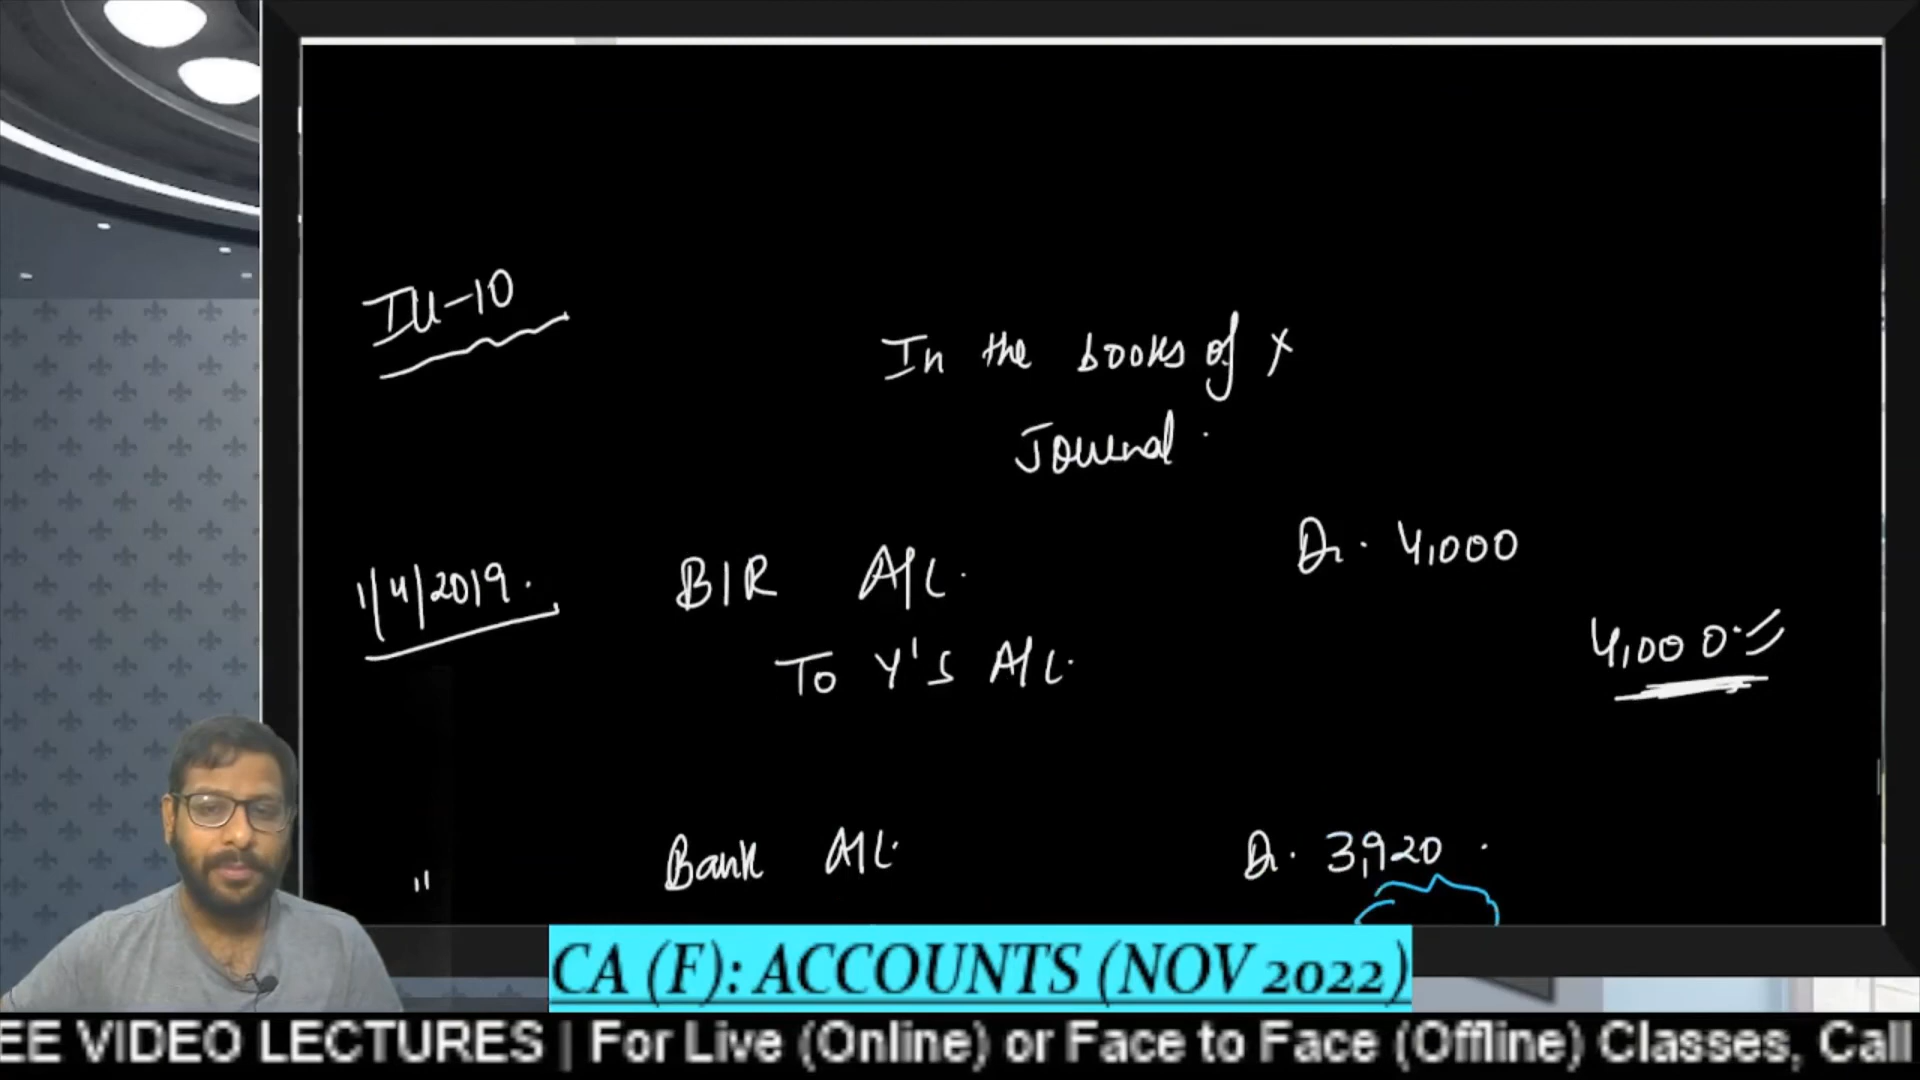 Ill-10
In the books of X
Journal.
1/4/2019. B/R A/c. Dr. 4,000
To Y's A/c. 4,000
" Bank A/c. Dr. 3,920
CA (F): ACCOUNTS (NOV 2022)
EE VIDEO LECTURES | For Live (Online) or Face to Face (Offline) Classes, Call